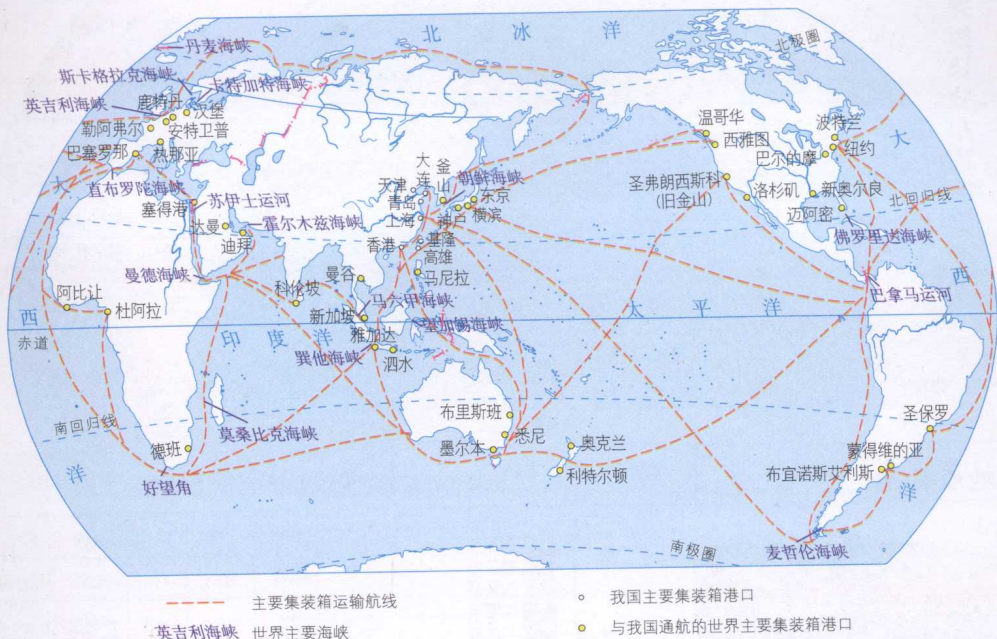 北冰洋
北极圈
丹麦海峡
斯卡格拉克海峡
卡特加特海峡
英吉利海峡
鹿特丹
汉堡
勒阿弗尔
安特卫普
巴塞罗那
热那亚
直布罗陀海峡
塞得港
苏伊士运河
达曼
霍尔木兹海峡
迪拜
曼德海峡
阿比让
杜阿拉
科伦坡
曼谷
马六甲海峡
新加坡
雅加达
望加锡海峡
巽他海峡
泗水
大连
天津
青岛
上海
釜山
朝鲜海峡
东京
神户
横滨
香港
基隆
高雄
马尼拉
温哥华
西雅图
圣弗朗西斯科
(旧金山)
洛杉矶
波特兰
纽约
巴尔的摩
新奥尔良
迈阿密
北回归线
佛罗里达海峡
巴拿马运河
大西洋
太平洋
印度洋
大西洋
赤道
南回归线
德班
莫桑比克海峡
好望角
布里斯班
悉尼
墨尔本
奥克兰
利特尔顿
圣保罗
蒙得维的亚
布宜诺斯艾利斯
麦哲伦海峡
南极圈
主要集装箱运输航线
我国主要集装箱港口
英吉利海峡 世界主要海峡
与我国通航的世界主要集装箱港口